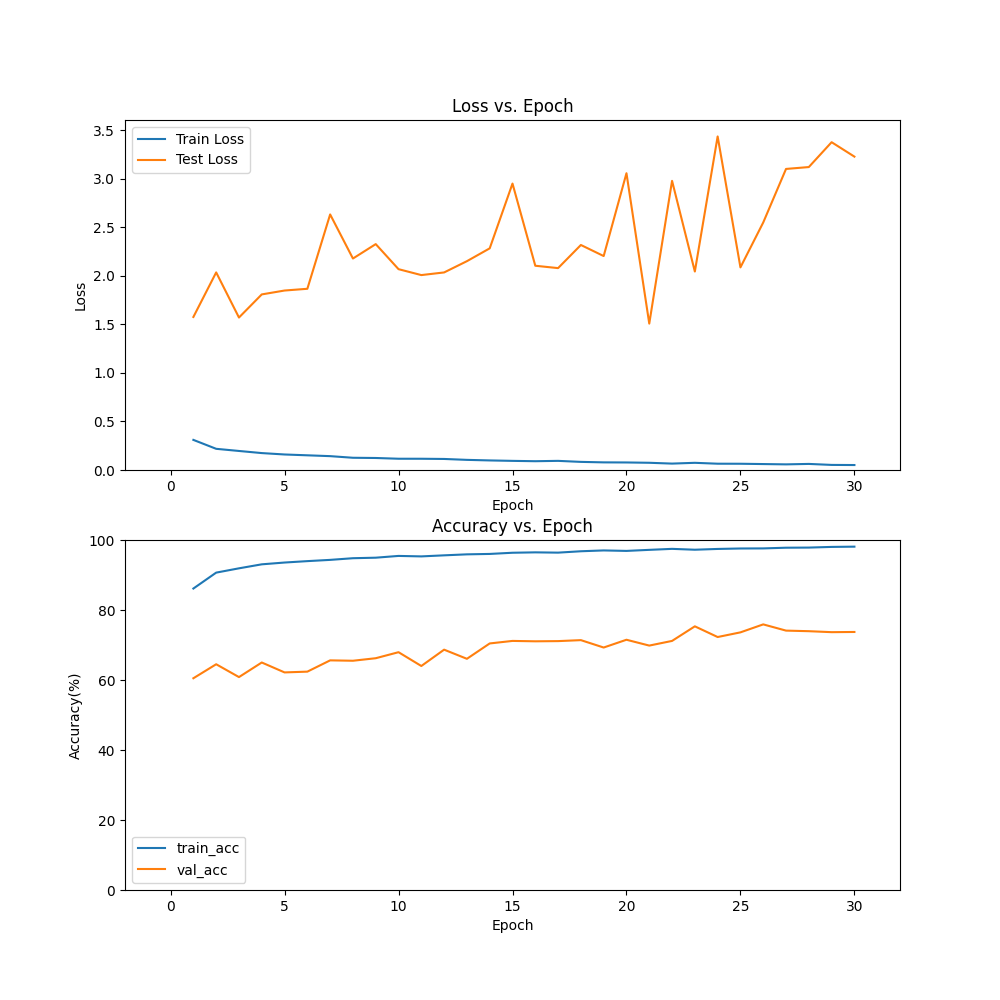 Loss vs. Epoch
Train Loss
Test Loss
3.5
3.0
2.5
2.0
1.5
1.0
0.5
0.0
Loss
0 5 10 15 20 25 30
Epoch
Accuracy vs. Epoch
100
80
60
40
20
0
Accuracy(%)
train_acc
val_acc
0 5 10 15 20 25 30
Epoch